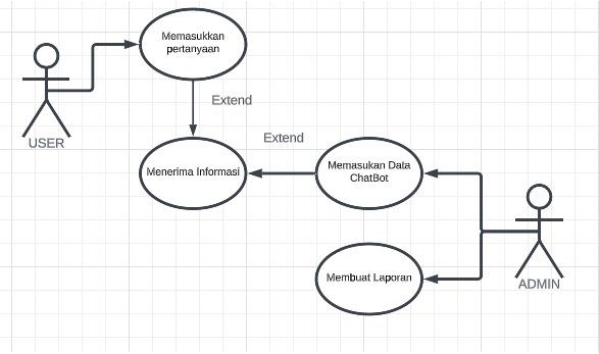 Memasukkan
pertanyaan
USER
Extend
Extend
Menerima Informasi
Memasukan Data
ChatBot
Membuat Laporan
ADMIN